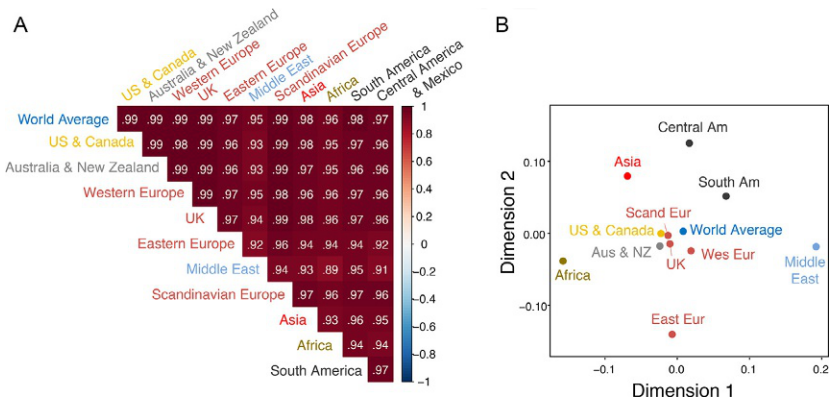 A
B
US & Canada
Australia & New Zealand
Western Europe
UK
Eastern Europe
Middle East
Scandinavian Europe
Asia
Africa
South America
Central America
& Mexico
World Average .99 .99 .99 .99 .97 .95 .99 .98 .96 .98 .97
US & Canada .99 .98 .99 .96 .93 .99 .98 .95 .97 .96
Australia & New Zealand .99 .99 .96 .93 .99 .97 .95 .96 .96
Western Europe .99 .97 .95 .98 .96 .96 .97 .96
UK .97 .94 .99 .98 .96 .97 .96
Eastern Europe .92 .96 .94 .94 .94 .92
Middle East .94 .93 .89 .95 .91
Scandinavian Europe .97 .96 .97 .96
Asia .93 .96 .95
Africa .94 .94
South America .97
1
0.8
0.6
0.4
0.2
0
−0.2
−0.4
−0.6
−0.8
−1
Dimension 2
0.10
0.00
−0.10
Central Am
Asia
South Am
Scand Eur
US & Canada
World Average
Aus & NZ
UK
Wes Eur
Middle
East
Africa
East Eur
−0.1 0.0 0.1 0.2
Dimension 1